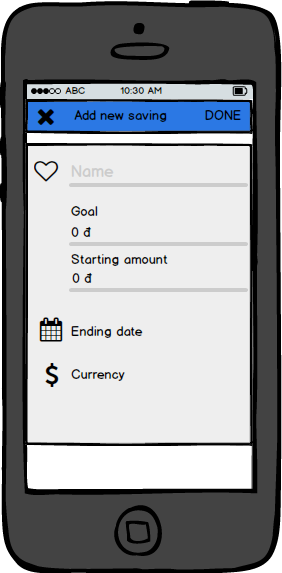 ABC 10:30 AM
Add new saving DONE
Name
Goal
0 đ
Starting amount
0 đ
Ending date
$ Currency